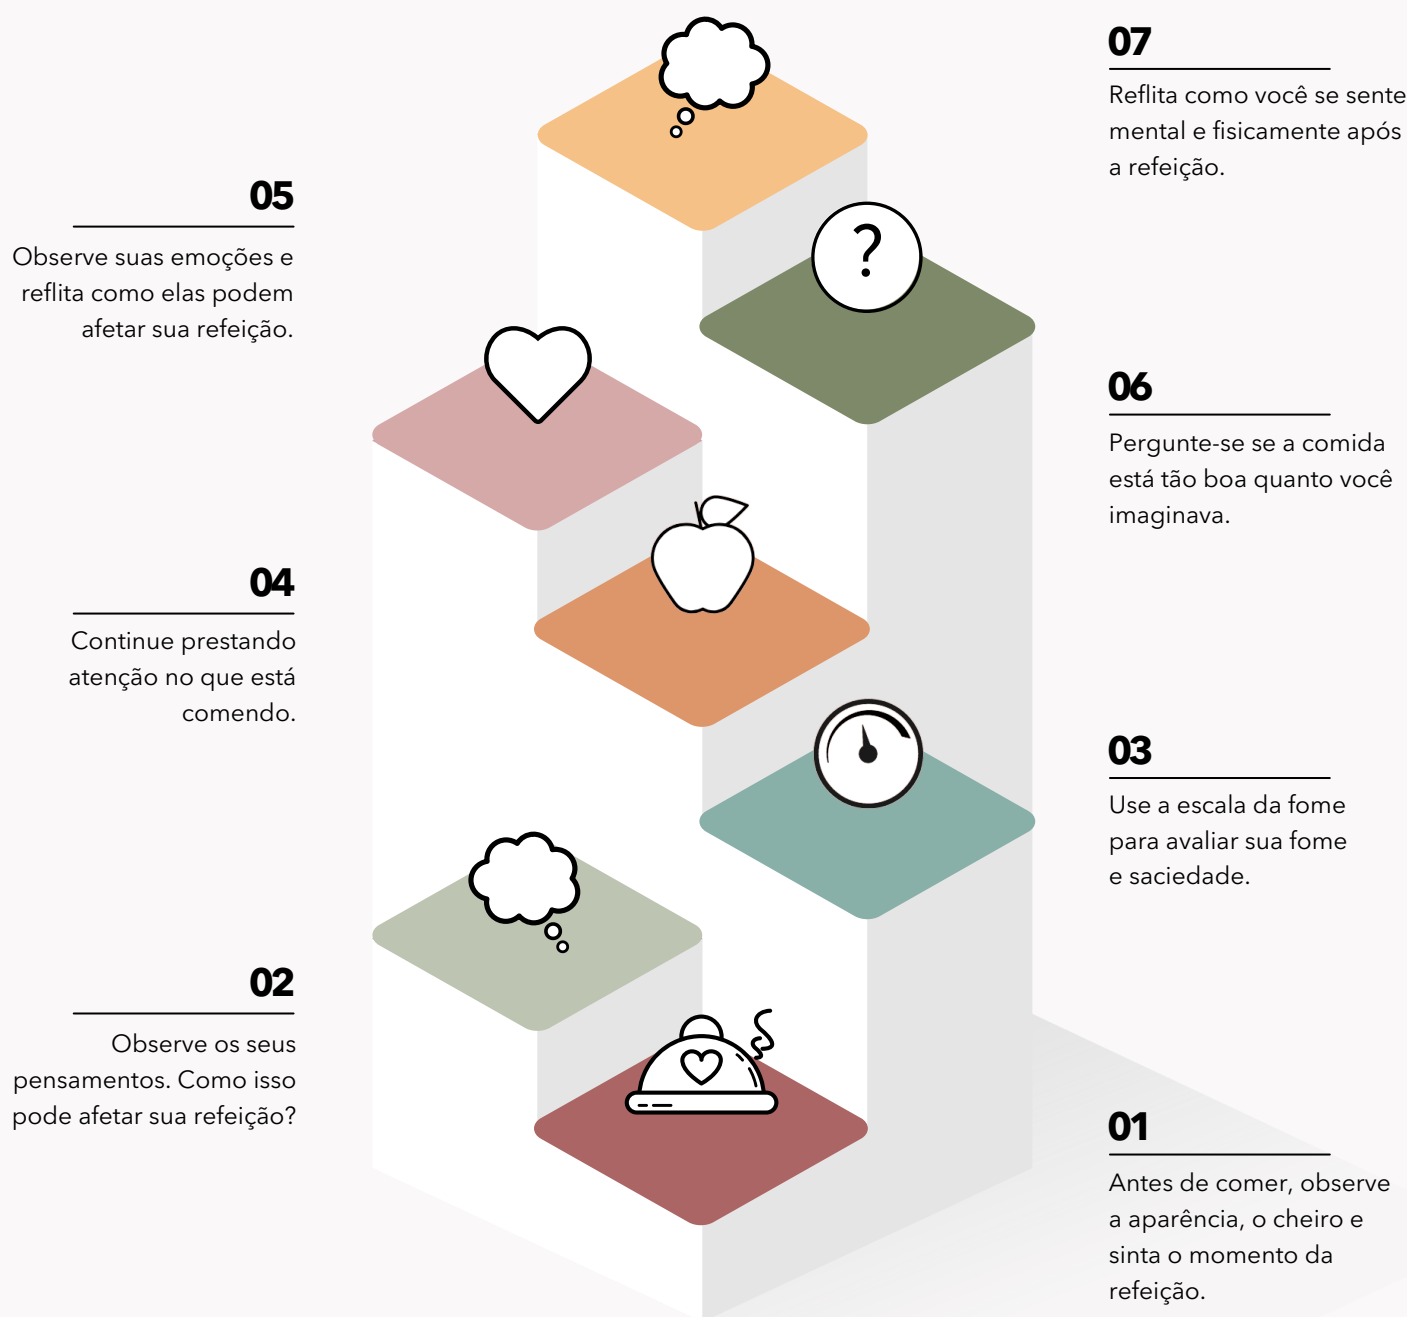 07
Reflita como você se sente
mental e fisicamente após
a refeição.
05
Observe suas emoções e
reflita como elas podem
afetar sua refeição.
?
06
Pergunte-se se a comida
está tão boa quanto você
imaginava.
04
Continue prestando
atenção no que está
comendo.
03
Use a escala da fome
para avaliar sua fome
e saciedade.
02
Observe os seus
pensamentos. Como isso
pode afetar sua refeição?
01
Antes de comer, observe
a aparência, o cheiro e
sinta o momento da
refeição.